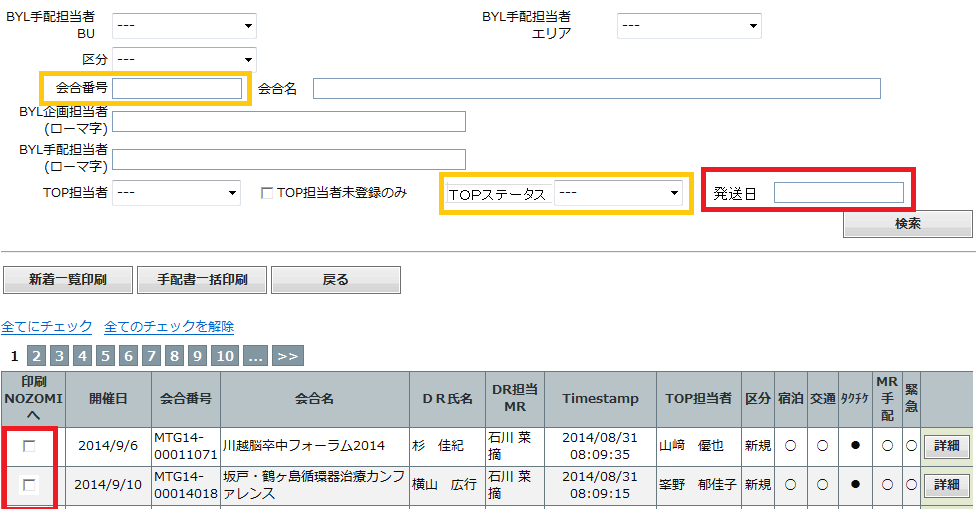 BYL手配担当者
BU
---
BYL手配担当者
エリア
---
区分
---
会合番号
会合名
BYL企画担当者
(ローマ字)
BYL手配担当者
(ローマ字)
TOP担当者
---
TOP担当者未登録のみ
TOPステータス
---
発送日
検索
新着一覧印刷
手配書一括印刷
戻る
全てにチェック 全てのチェックを解除
1 2 3 4 5 6 7 8 9 10 ... >>
印刷
NOZOMI
へ
開催日
会合番号
会合名
ＤＲ氏名
DR担当
MR
Timestamp
TOP担当者
区分
宿泊
交通
ﾀｸﾁｹ
MR
手
配
緊
急
2014/9/6
MTG14-
00011071
川越脳卒中フォーラム2014
杉　佳紀
石川 菜
摘
2014/08/31
08:09:35
山﨑　優也
新規
○
○
●
○
○
詳細
2014/9/10
MTG14-
00014018
坂戸・鶴ヶ島循環器治療カンフ
ァレンス
横山　広行
石川 菜
摘
2014/08/31
08:09:15
峯野　郁佳子
新規
○
○
●
○
○
詳細